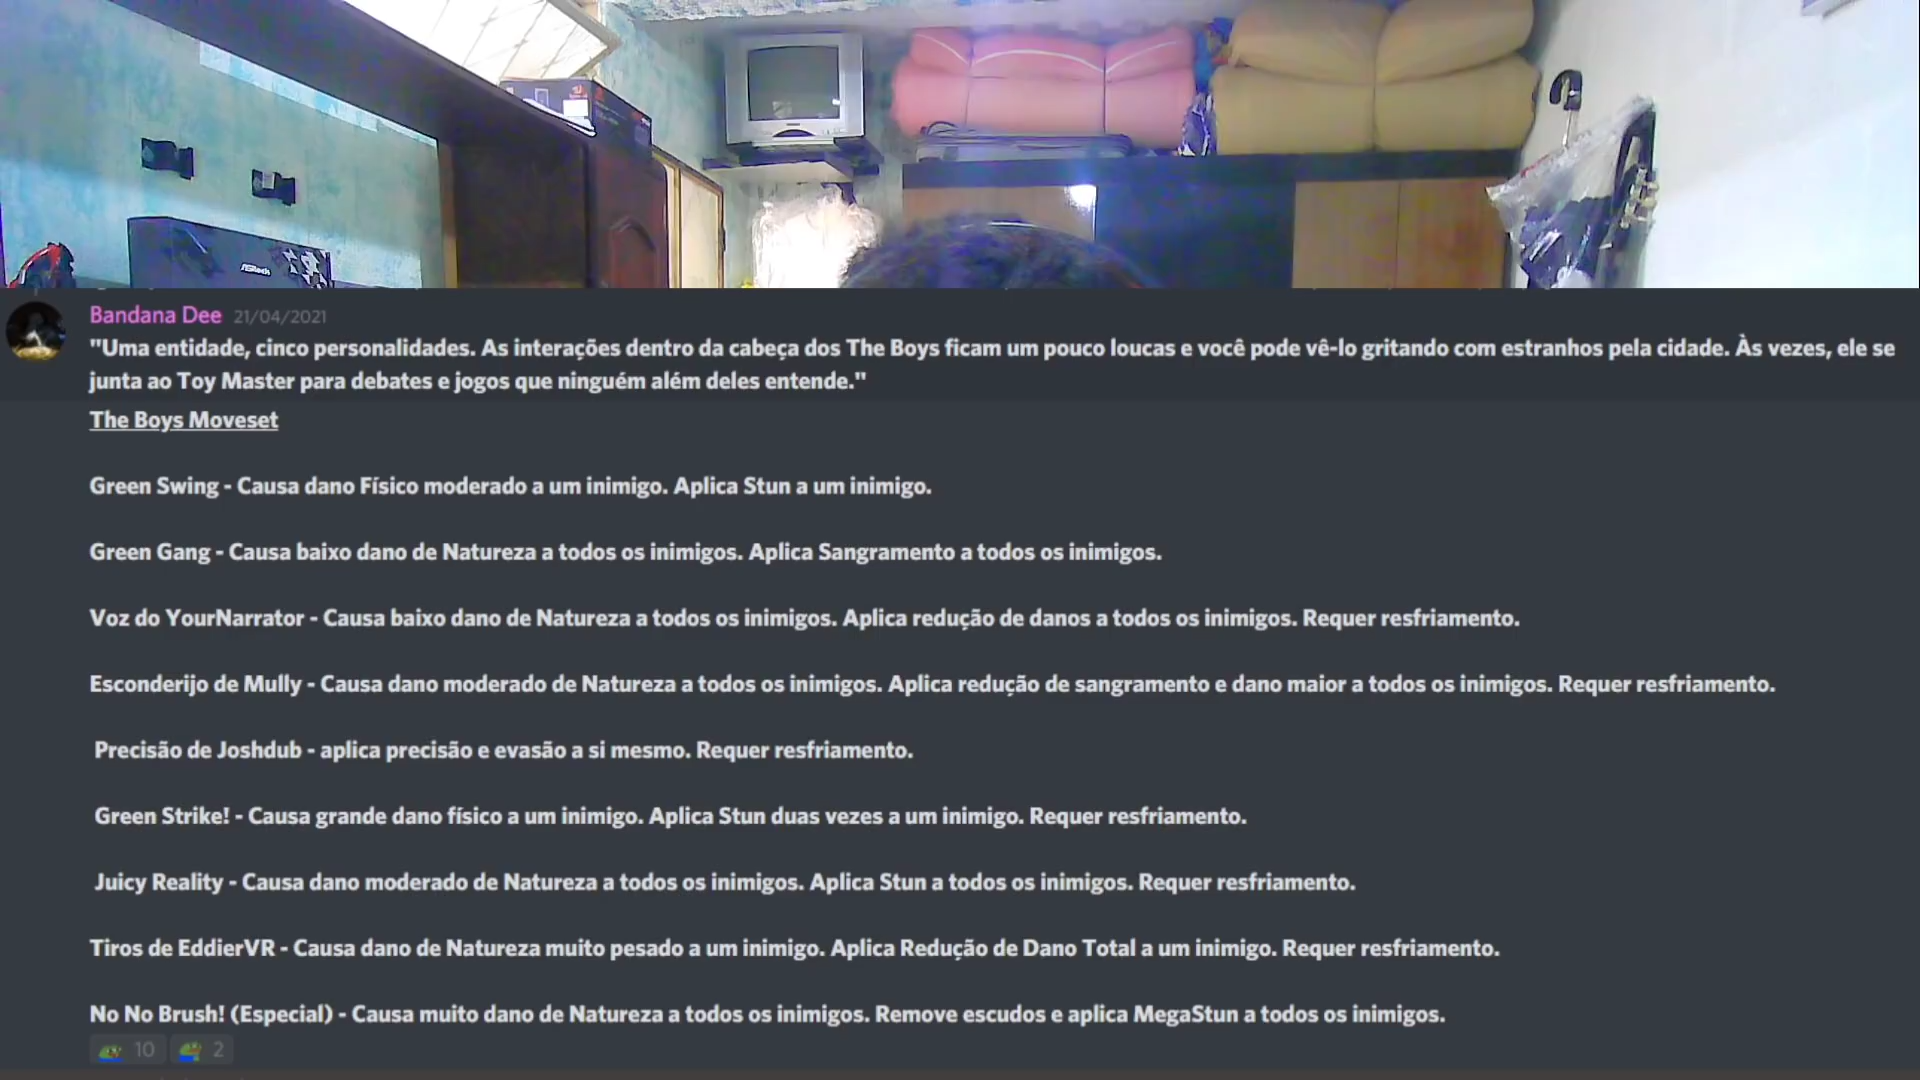 ASRock
Bandana Dee 21/04/2021
"Uma entidade, cinco personalidades. As interações dentro da cabeça dos The Boys ficam um pouco loucas e você pode vê-lo gritando com estranhos pela cidade. Às vezes, ele se
junta ao Toy Master para debates e jogos que ninguém além deles entende."
The Boys Moveset
Green Swing - Causa dano Físico moderado a um inimigo. Aplica Stun a um inimigo.
Green Gang - Causa baixo dano de Natureza a todos os inimigos. Aplica Sangramento a todos os inimigos.
Voz do YourNarrator - Causa baixo dano de Natureza a todos os inimigos. Aplica redução de danos a todos os inimigos. Requer resfriamento.
Esconderijo de Mully - Causa dano moderado de Natureza a todos os inimigos. Aplica redução de sangramento e dano maior a todos os inimigos. Requer resfriamento.
Precisão de Joshdub - aplica precisão e evasão a si mesmo. Requer resfriamento.
Green Strike! - Causa grande dano físico a um inimigo. Aplica Stun duas vezes a um inimigo. Requer resfriamento.
Juicy Reality - Causa dano moderado de Natureza a todos os inimigos. Aplica Stun a todos os inimigos. Requer resfriamento.
Tiros de EddierVR - Causa dano de Natureza muito pesado a um inimigo. Aplica Redução de Dano Total a um inimigo. Requer resfriamento.
No No Brush! (Especial) - Causa muito dano de Natureza a todos os inimigos. Remove escudos e aplica MegaStun a todos os inimigos.
10 2